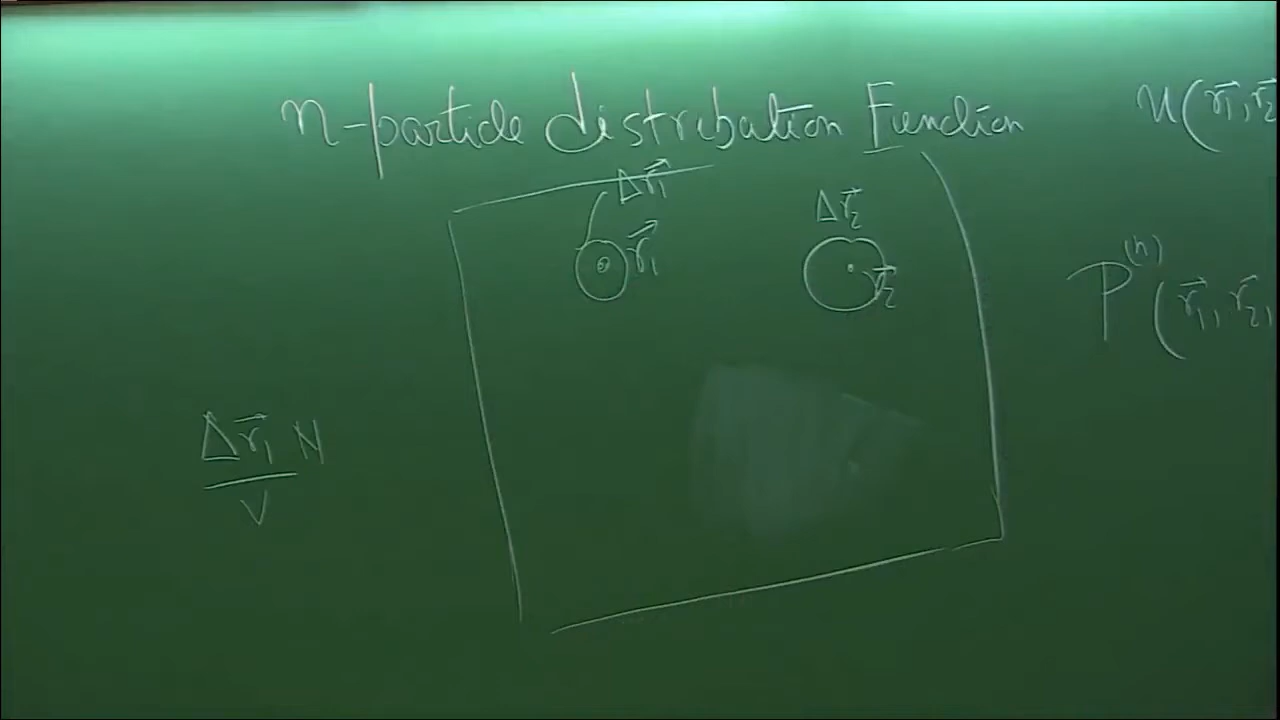 n-particle distribution Function
u(r⃗₁, r⃗₂
Δr⃗₁
Δr⃗₂
r⃗₁
r⃗₂
P⁽ⁿ⁾(r⃗₁, r⃗₂,
Δr⃗₁ N
V